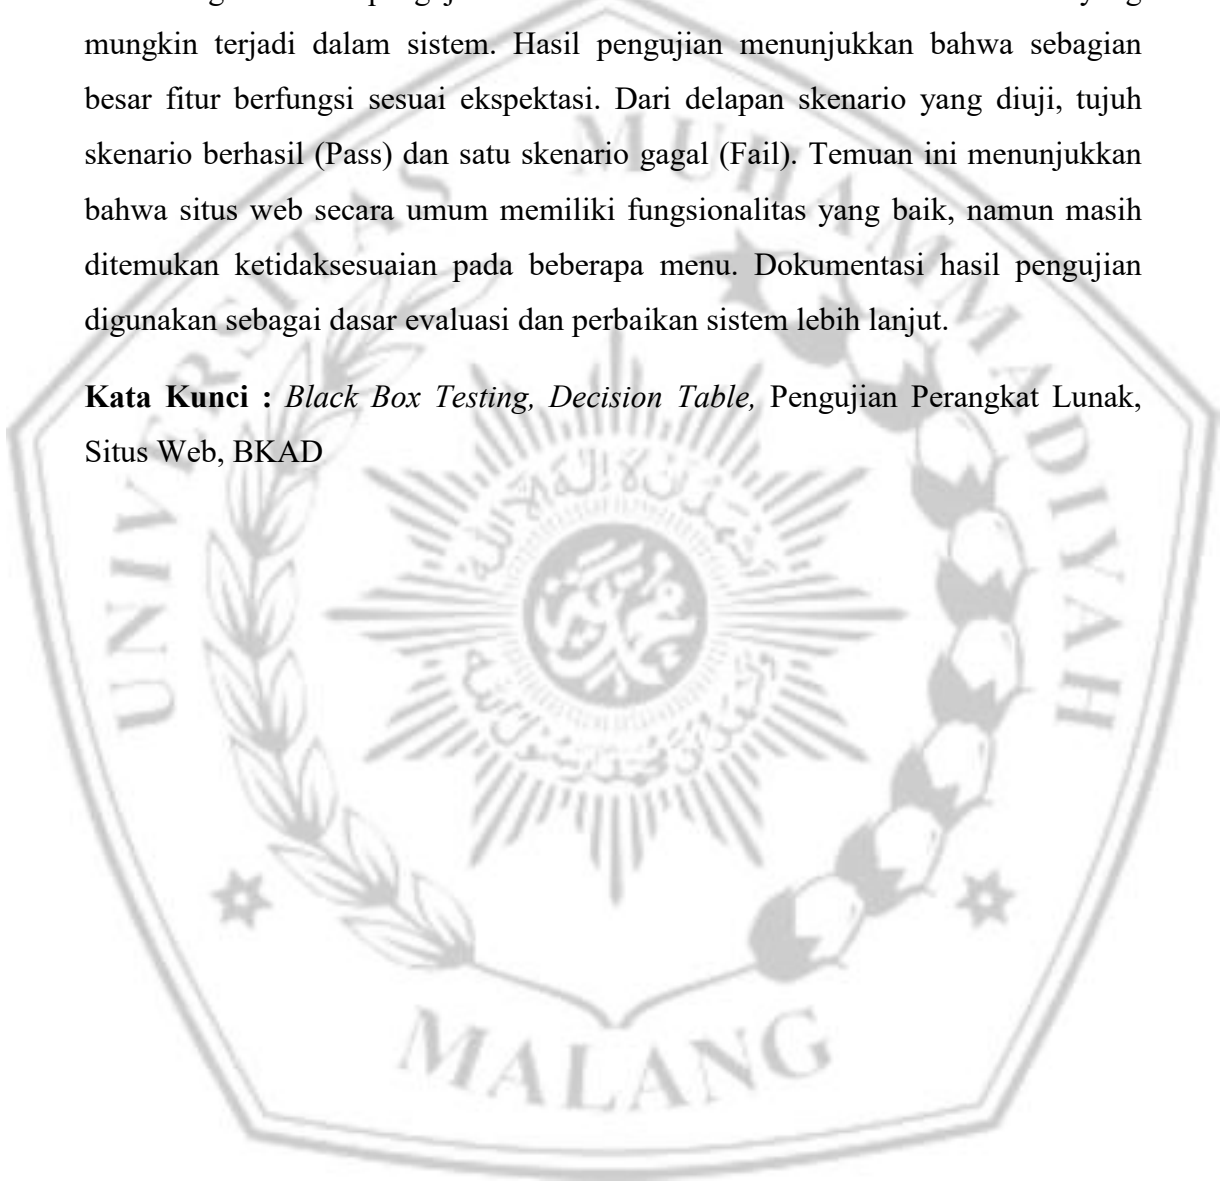 mungkin terjadi dalam sistem. Hasil pengujian menunjukkan bahwa sebagian
besar fitur berfungsi sesuai ekspektasi. Dari delapan skenario yang diuji, tujuh
skenario berhasil (Pass) dan satu skenario gagal (Fail). Temuan ini menunjukkan
bahwa situs web secara umum memiliki fungsionalitas yang baik, namun masih
ditemukan ketidaksesuaian pada beberapa menu. Dokumentasi hasil pengujian
digunakan sebagai dasar evaluasi dan perbaikan sistem lebih lanjut.
Kata Kunci : Black Box Testing, Decision Table, Pengujian Perangkat Lunak,
Situs Web, BKAD
UNIVERSITAS MUHAMMADIYAH
MALANG